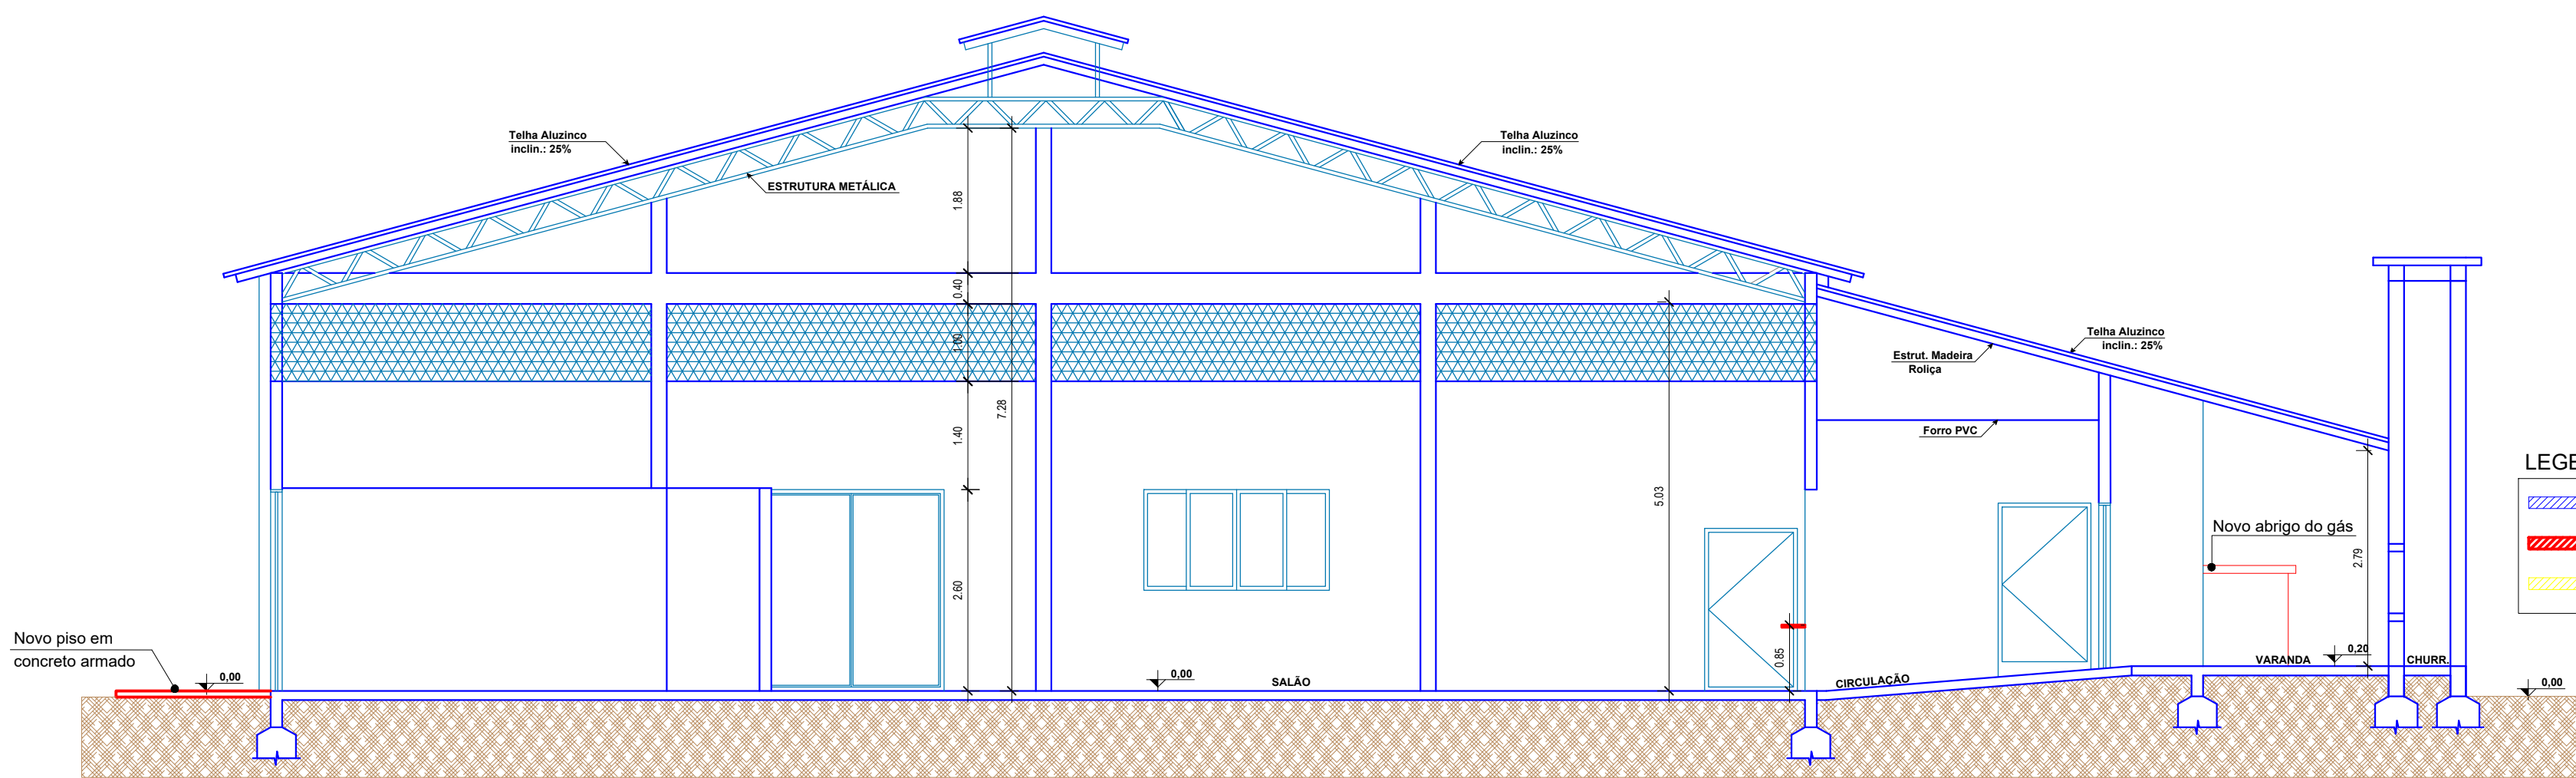 Telha Aluzinco
inclin.: 25%
Telha Aluzinco
inclin.: 25%
ESTRUTURA METÁLICA
1.88
0.40
1.00
7.28
1.40
2.60
5.03
Telha Aluzinco
inclin.: 25%
Estrut. Madeira
Roliça
Forro PVC
LEGE
Novo abrigo do gás
2.79
0.85
Novo piso em
concreto armado
0,00
0,00
SALÃO
CIRCULAÇÃO
VARANDA
0,20
CHURR.
0,00